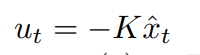 u_t = −K\hat{x}_t